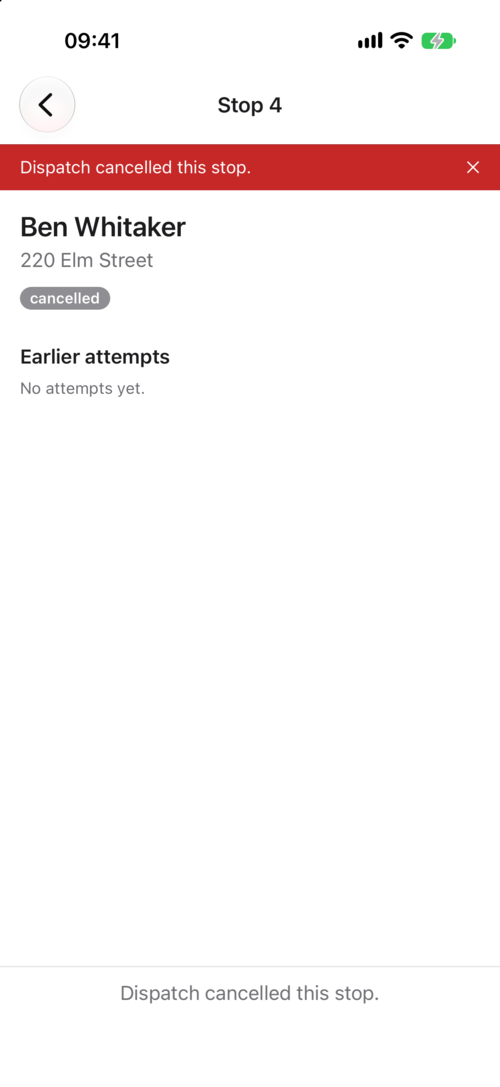 09:41
Stop 4
Dispatch cancelled this stop.
Ben Whitaker
220 Elm Street
cancelled
Earlier attempts
No attempts yet.
Dispatch cancelled this stop.